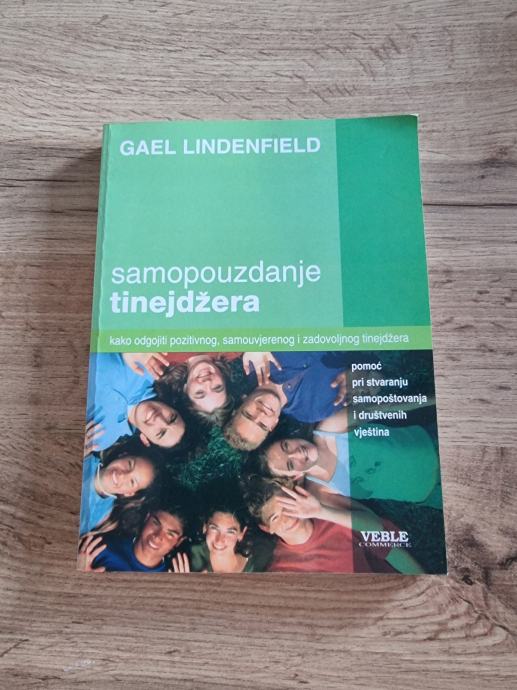 GAEL LINDENFIELD
samopouzdanje
tinejdžera
kako odgojiti pozitivnog, samouvjerenog i zadovoljnog tinejdžera
pomoć
pri stvaranju
samopoštovanja
i društvenih
vještina
VEBLE
COMMERCE